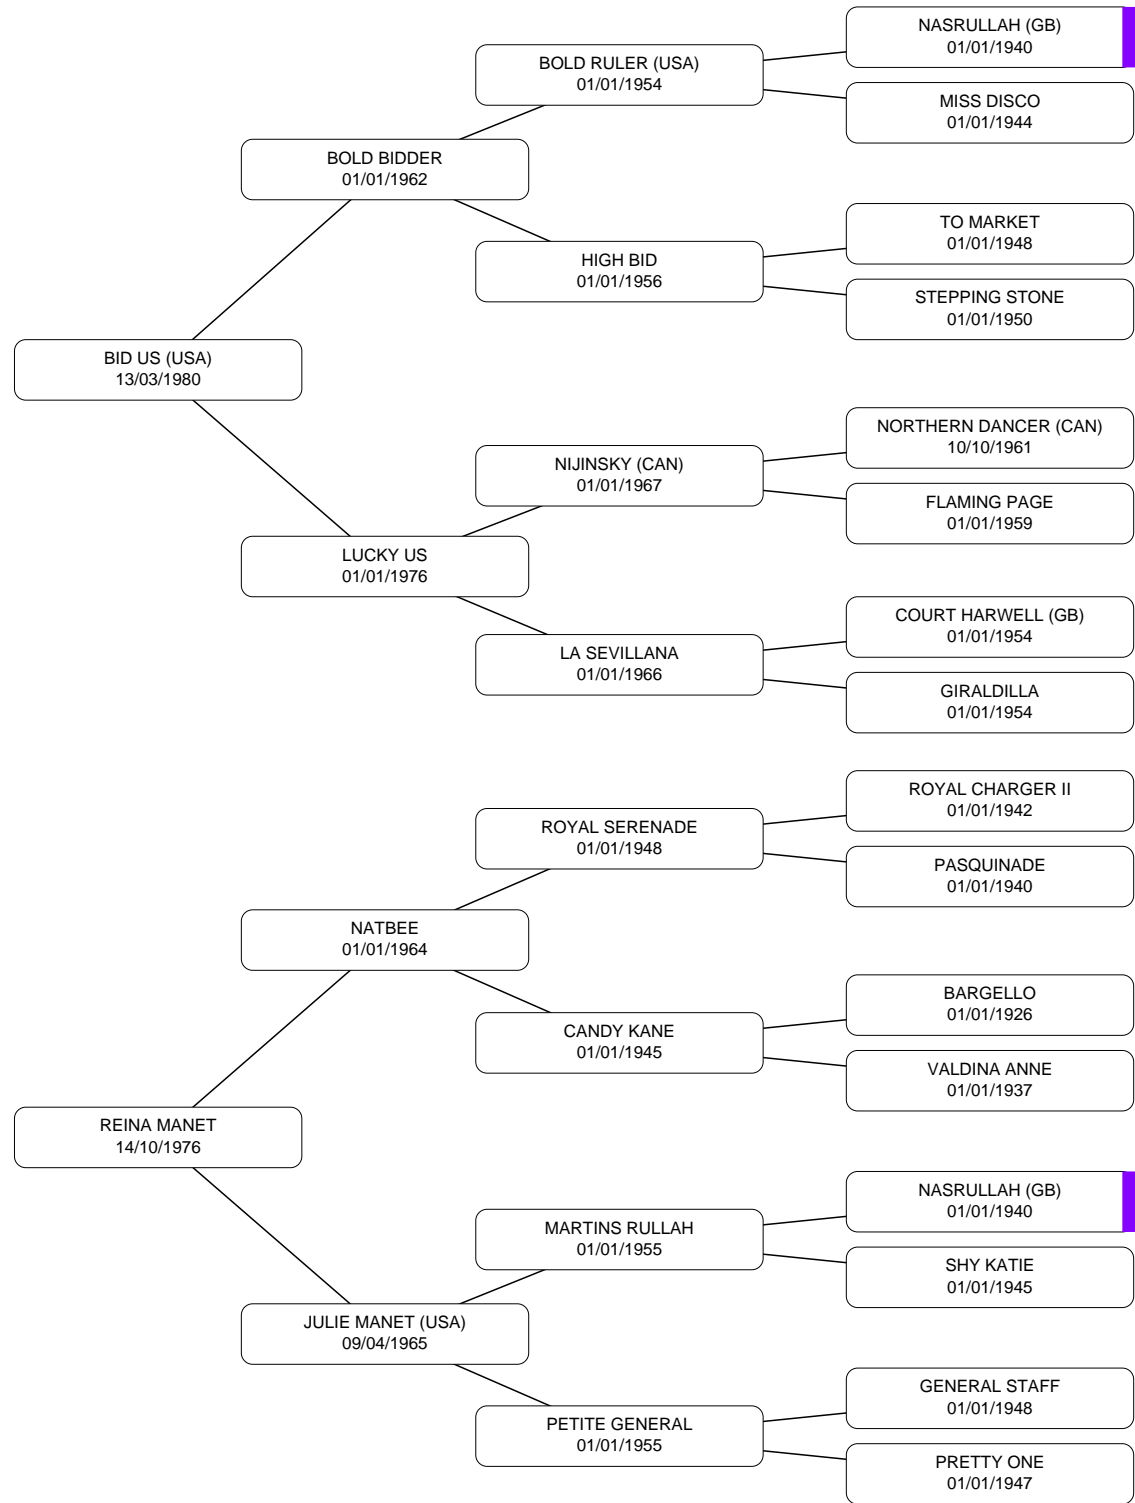 NASRULLAH (GB)
01/01/1940
BOLD RULER (USA)
01/01/1954
MISS DISCO
01/01/1944
BOLD BIDDER
01/01/1962
TO MARKET
01/01/1948
HIGH BID
01/01/1956
STEPPING STONE
01/01/1950
BID US (USA)
13/03/1980
NORTHERN DANCER (CAN)
10/10/1961
NIJINSKY (CAN)
01/01/1967
FLAMING PAGE
01/01/1959
LUCKY US
01/01/1976
COURT HARWELL (GB)
01/01/1954
LA SEVILLANA
01/01/1966
GIRALDILLA
01/01/1954
ROYAL CHARGER II
01/01/1942
ROYAL SERENADE
01/01/1948
PASQUINADE
01/01/1940
NATBEE
01/01/1964
BARGELLO
01/01/1926
CANDY KANE
01/01/1945
VALDINA ANNE
01/01/1937
REINA MANET
14/10/1976
NASRULLAH (GB)
01/01/1940
MARTINS RULLAH
01/01/1955
SHY KATIE
01/01/1945
JULIE MANET (USA)
09/04/1965
GENERAL STAFF
01/01/1948
PETITE GENERAL
01/01/1955
PRETTY ONE
01/01/1947